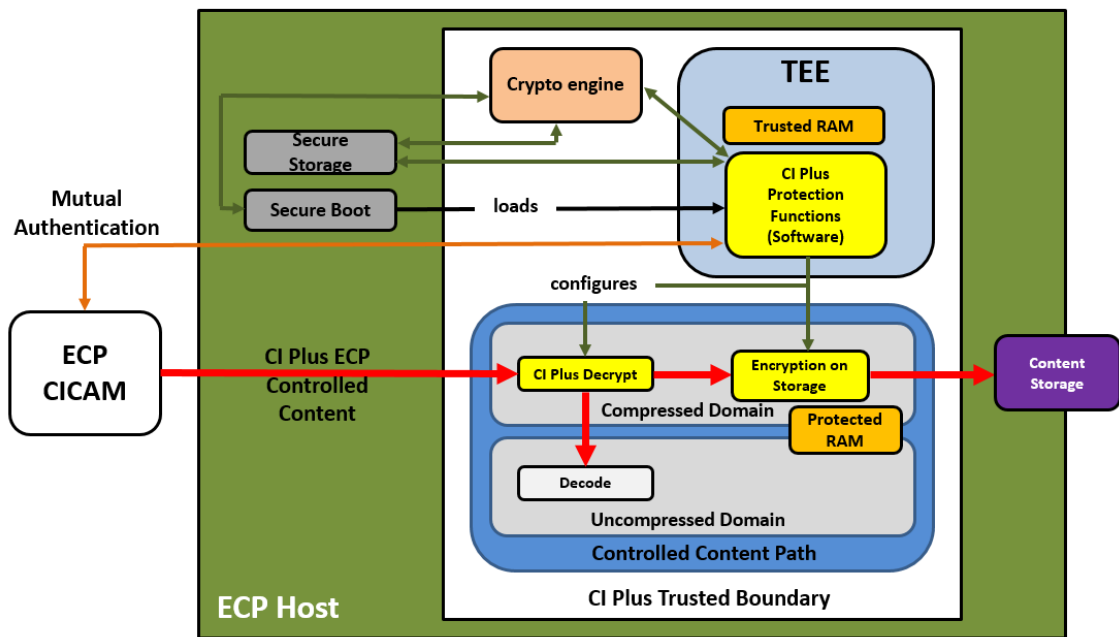 TEE
Crypto engine
Trusted RAM
Secure
Storage
CI Plus
Protection
Functions
(Software)
Mutual
Authentication
Secure Boot
loads
configures
ECP
CICAM
CI Plus ECP
Controlled
Content
CI Plus Decrypt
Encryption on
Storage
Content
Storage
Compressed Domain
Protected
RAM
Decode
Uncompressed Domain
Controlled Content Path
ECP Host
CI Plus Trusted Boundary